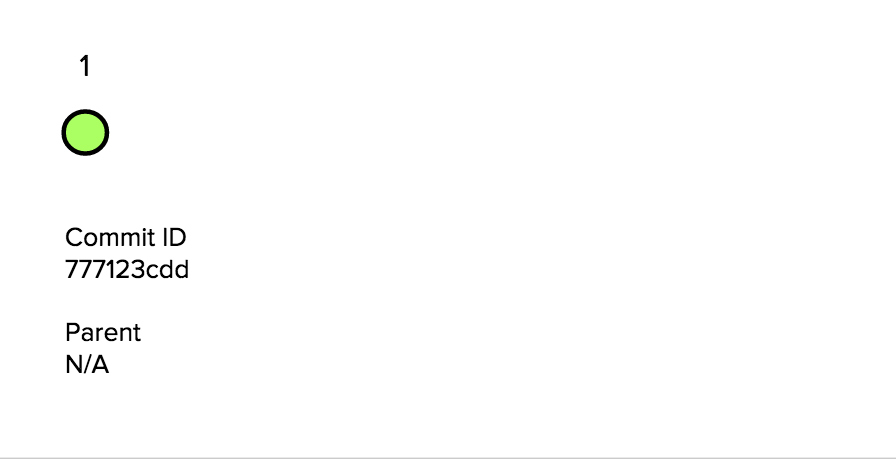 1
Commit ID
777123cdd
Parent
N/A